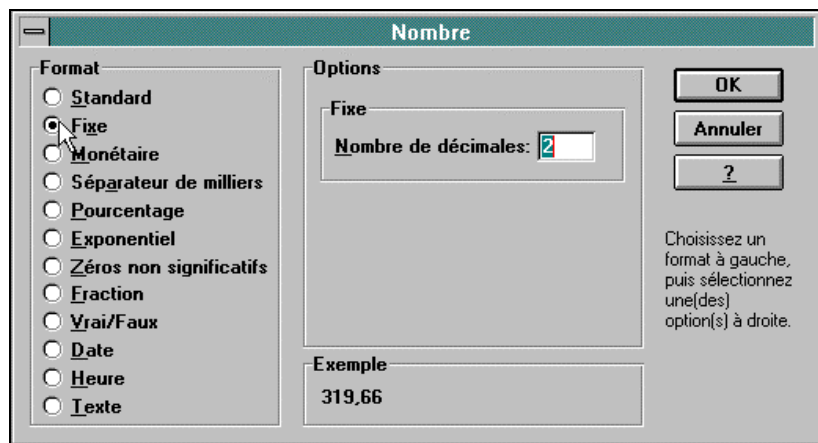 Nombre
Format
Standard
Fixe
Monétaire
Séparateur de milliers
Pourcentage
Exponentiel
Zéros non significatifs
Fraction
Vrai/Faux
Date
Heure
Texte
Options
Fixe
Nombre de décimales: 2
Exemple
319,66
OK
Annuler
?
Choisissez un
format à gauche,
puis sélectionnez
une(des)
option(s) à droite.